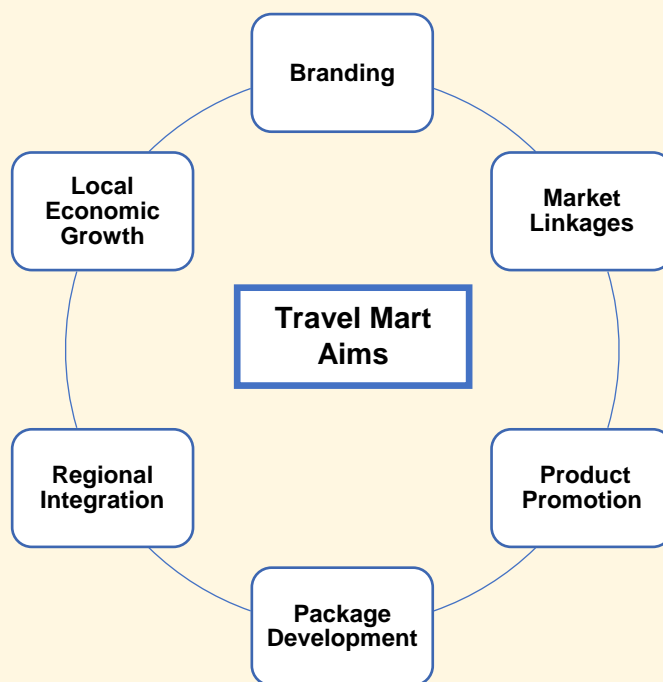 Branding
Local
Economic
Growth
Market
Linkages
Travel Mart
Aims
Regional
Integration
Product
Promotion
Package
Development